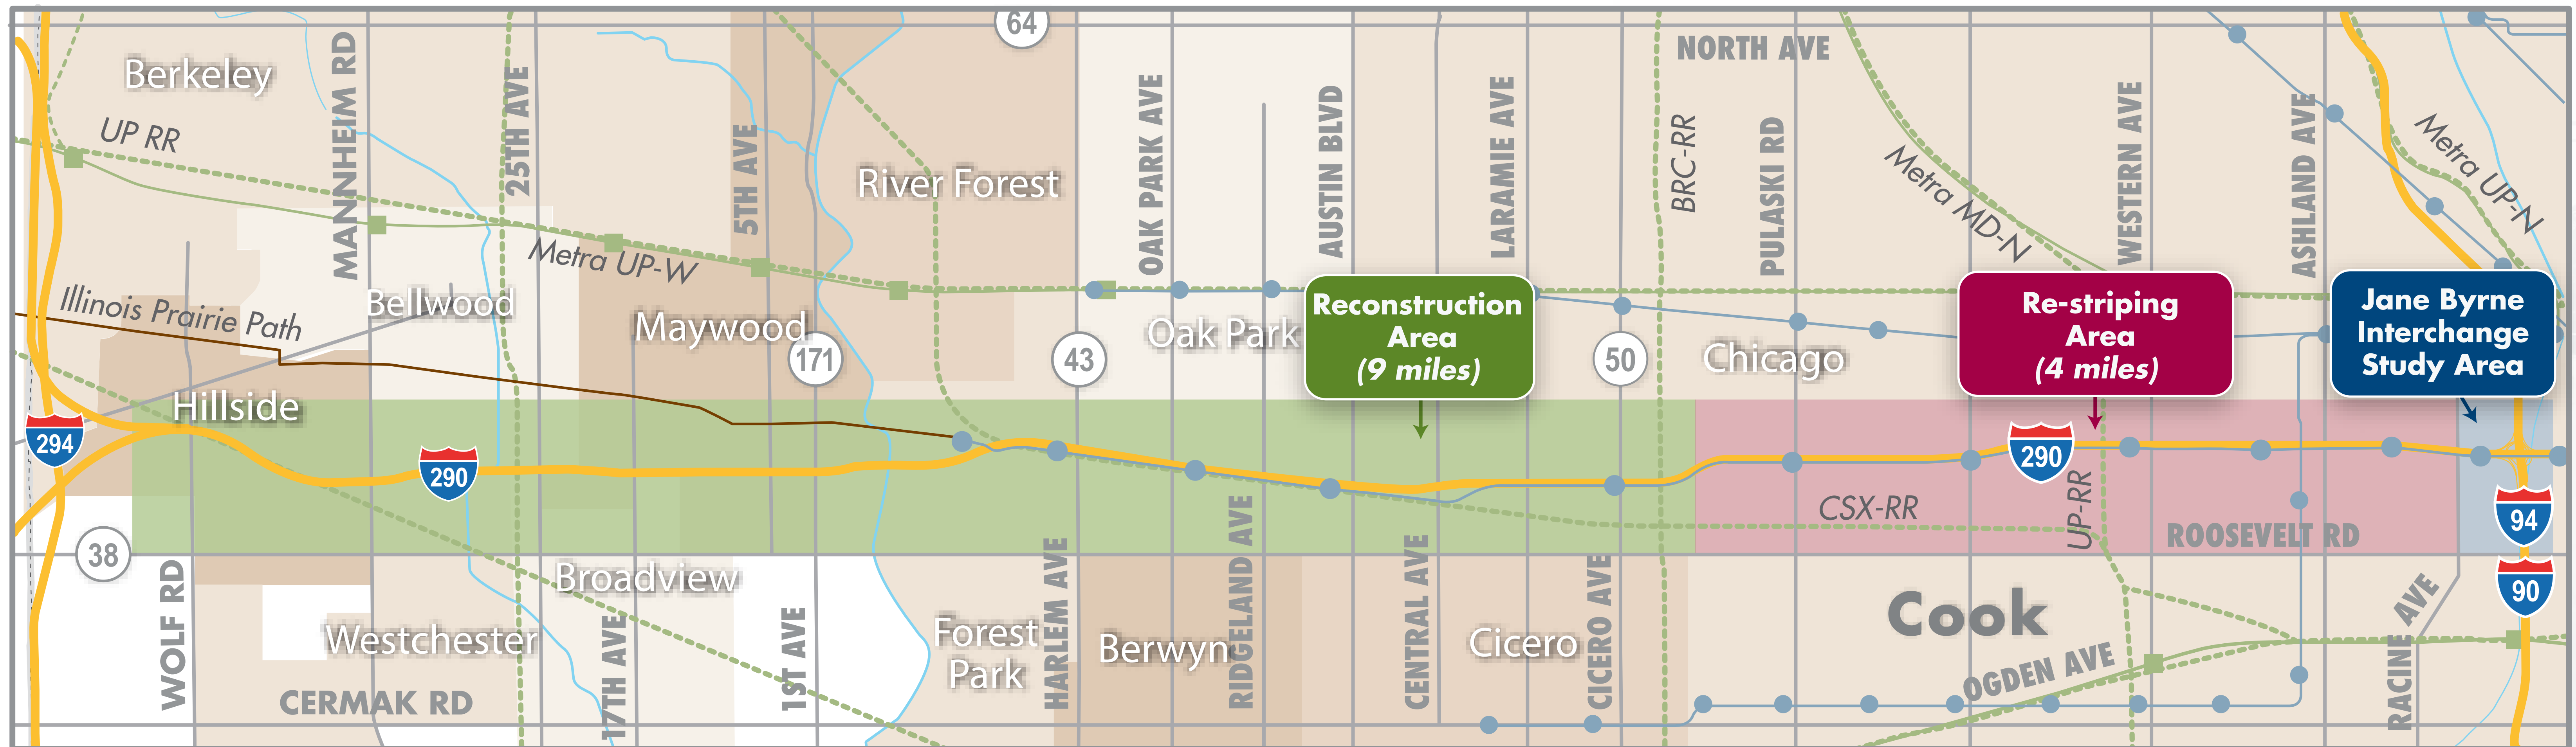 64
NORTH AVE
Berkeley
MANNHEIM RD
25TH AVE
5TH AVE
OAK PARK AVE
AUSTIN BLVD
LARAMIE AVE
BRC-RR
PULASKI RD
Metra MD-N
WESTERN AVE
ASHLAND AVE
Metra UP-N
UP RR
River Forest
Metra UP-W
Illinois Prairie Path
Bellwood
Maywood
171
43
Oak Park
Reconstruction
Area
(9 miles)
50
Chicago
Re-striping
Area
(4 miles)
Jane Byrne
Interchange
Study Area
Hillside
294
290
290
CSX-RR
UP-RR
ROOSEVELT RD
94
38
WOLF RD
Broadview
Westchester
CERMAK RD
17TH AVE
1ST AVE
Forest
Park
HARLEM AVE
Berwyn
RIDGELAND AVE
CENTRAL AVE
Cicero
CICERO AVE
Cook
OGDEN AVE
RACINE AVE
90